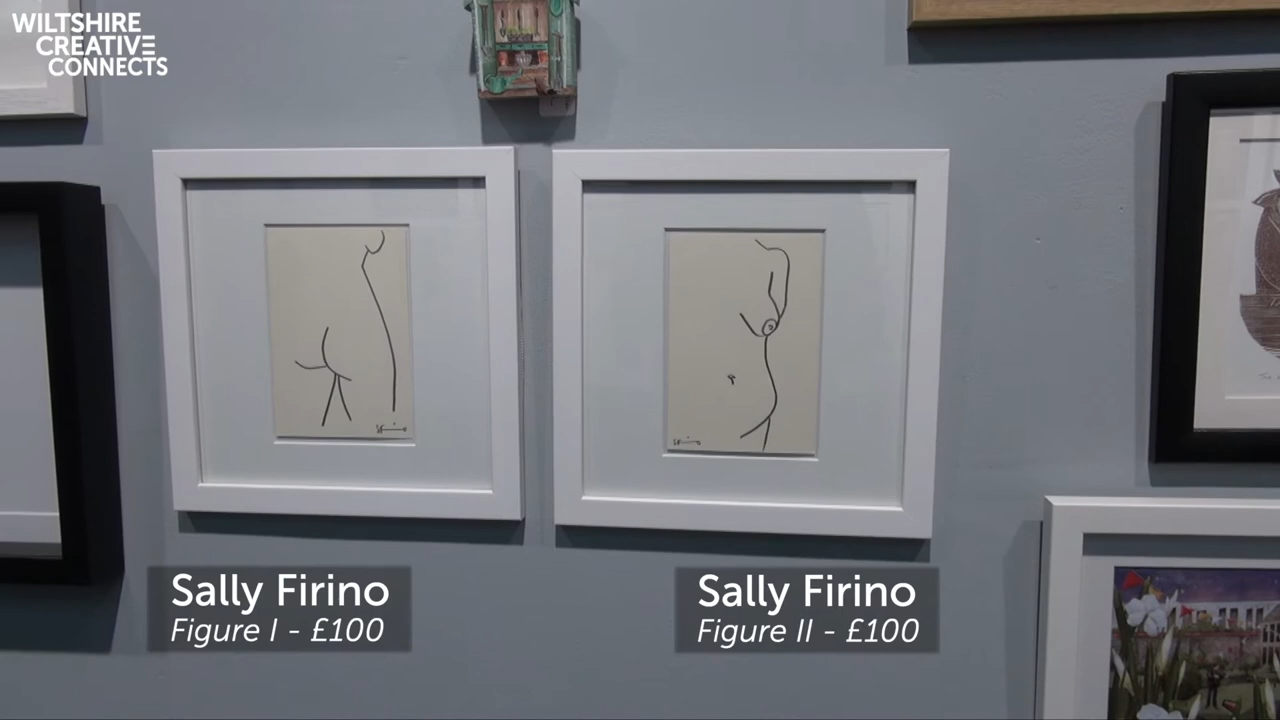 WILTSHIRE
CREATIVE
CONNECTS
Sally Firino
Figure I - £100
Sally Firino
Figure II - £100